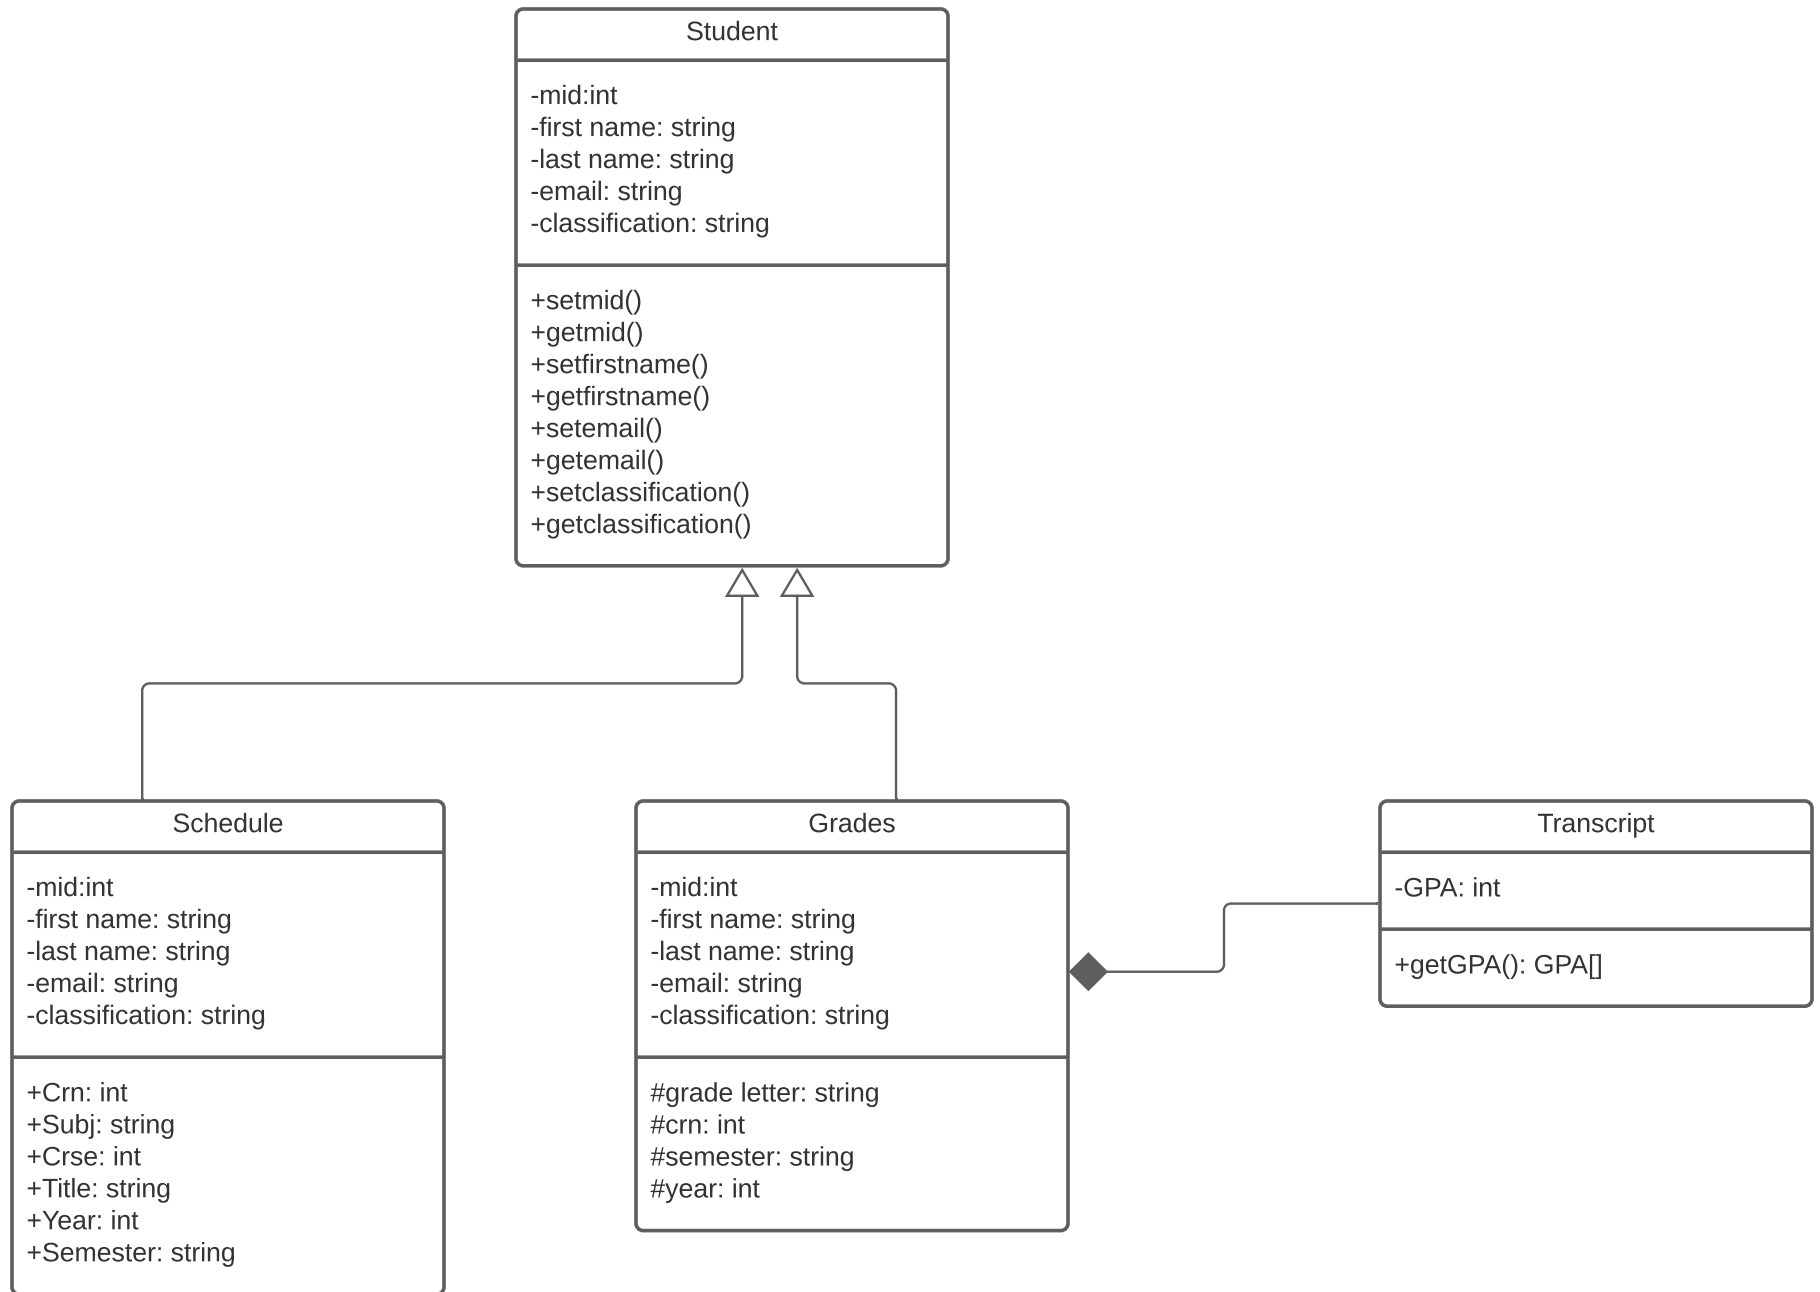 Student
-mid:int
-first name: string
-last name: string
-email: string
-classification: string
+setmid()
+getmid()
+setfirstname()
+getfirstname()
+setemail()
+getemail()
+setclassification()
+getclassification()
Schedule
-mid:int
-first name: string
-last name: string
-email: string
-classification: string
+Crn: int
+Subj: string
+Crse: int
+Title: string
+Year: int
+Semester: string
Grades
-mid:int
-first name: string
-last name: string
-email: string
-classification: string
#grade letter: string
#crn: int
#semester: string
#year: int
Transcript
-GPA: int
+getGPA(): GPA[]